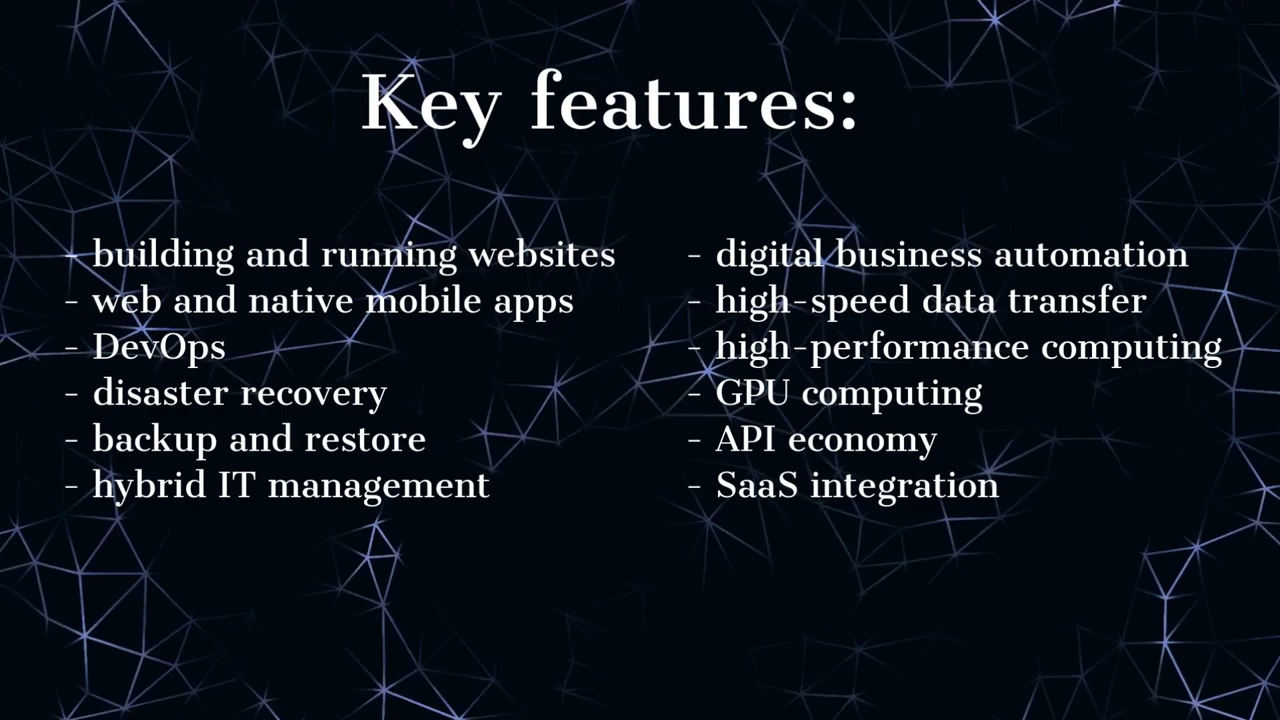 Key features:
- building and running websites
- web and native mobile apps
- DevOps
- disaster recovery
- backup and restore
- hybrid IT management
- digital business automation
- high-speed data transfer
- high-performance computing
- GPU computing
- API economy
- SaaS integration